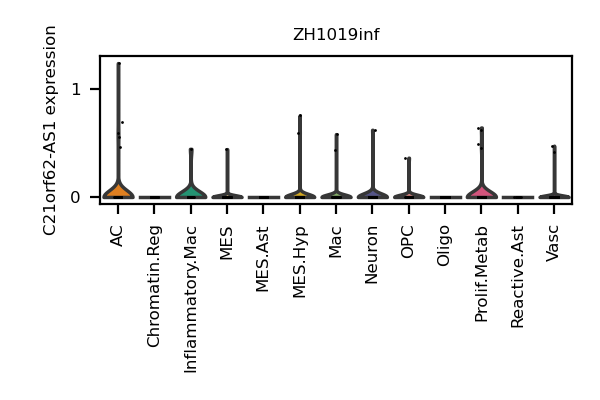 ZH1019inf
C21orf62-AS1 expression
1
0
AC
Chromatin.Reg
Inflammatory.Mac
MES
MES.Ast
MES.Hyp
Mac
Neuron
OPC
Oligo
Prolif.Metab
Reactive.Ast
Vasc